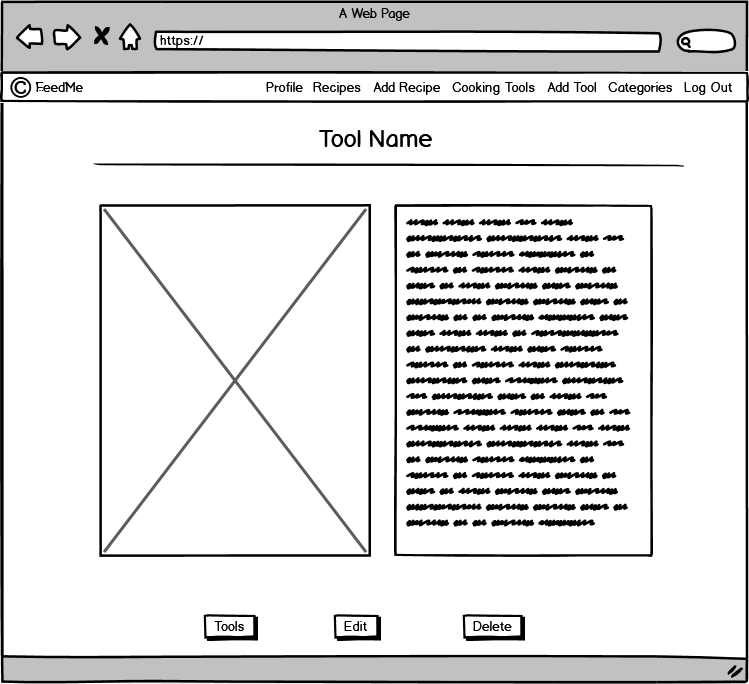 A Web Page
https://
© FeedMe Profile Recipes Add Recipe Cooking Tools Add Tool Categories Log Out
Tool Name
Tools Edit Delete